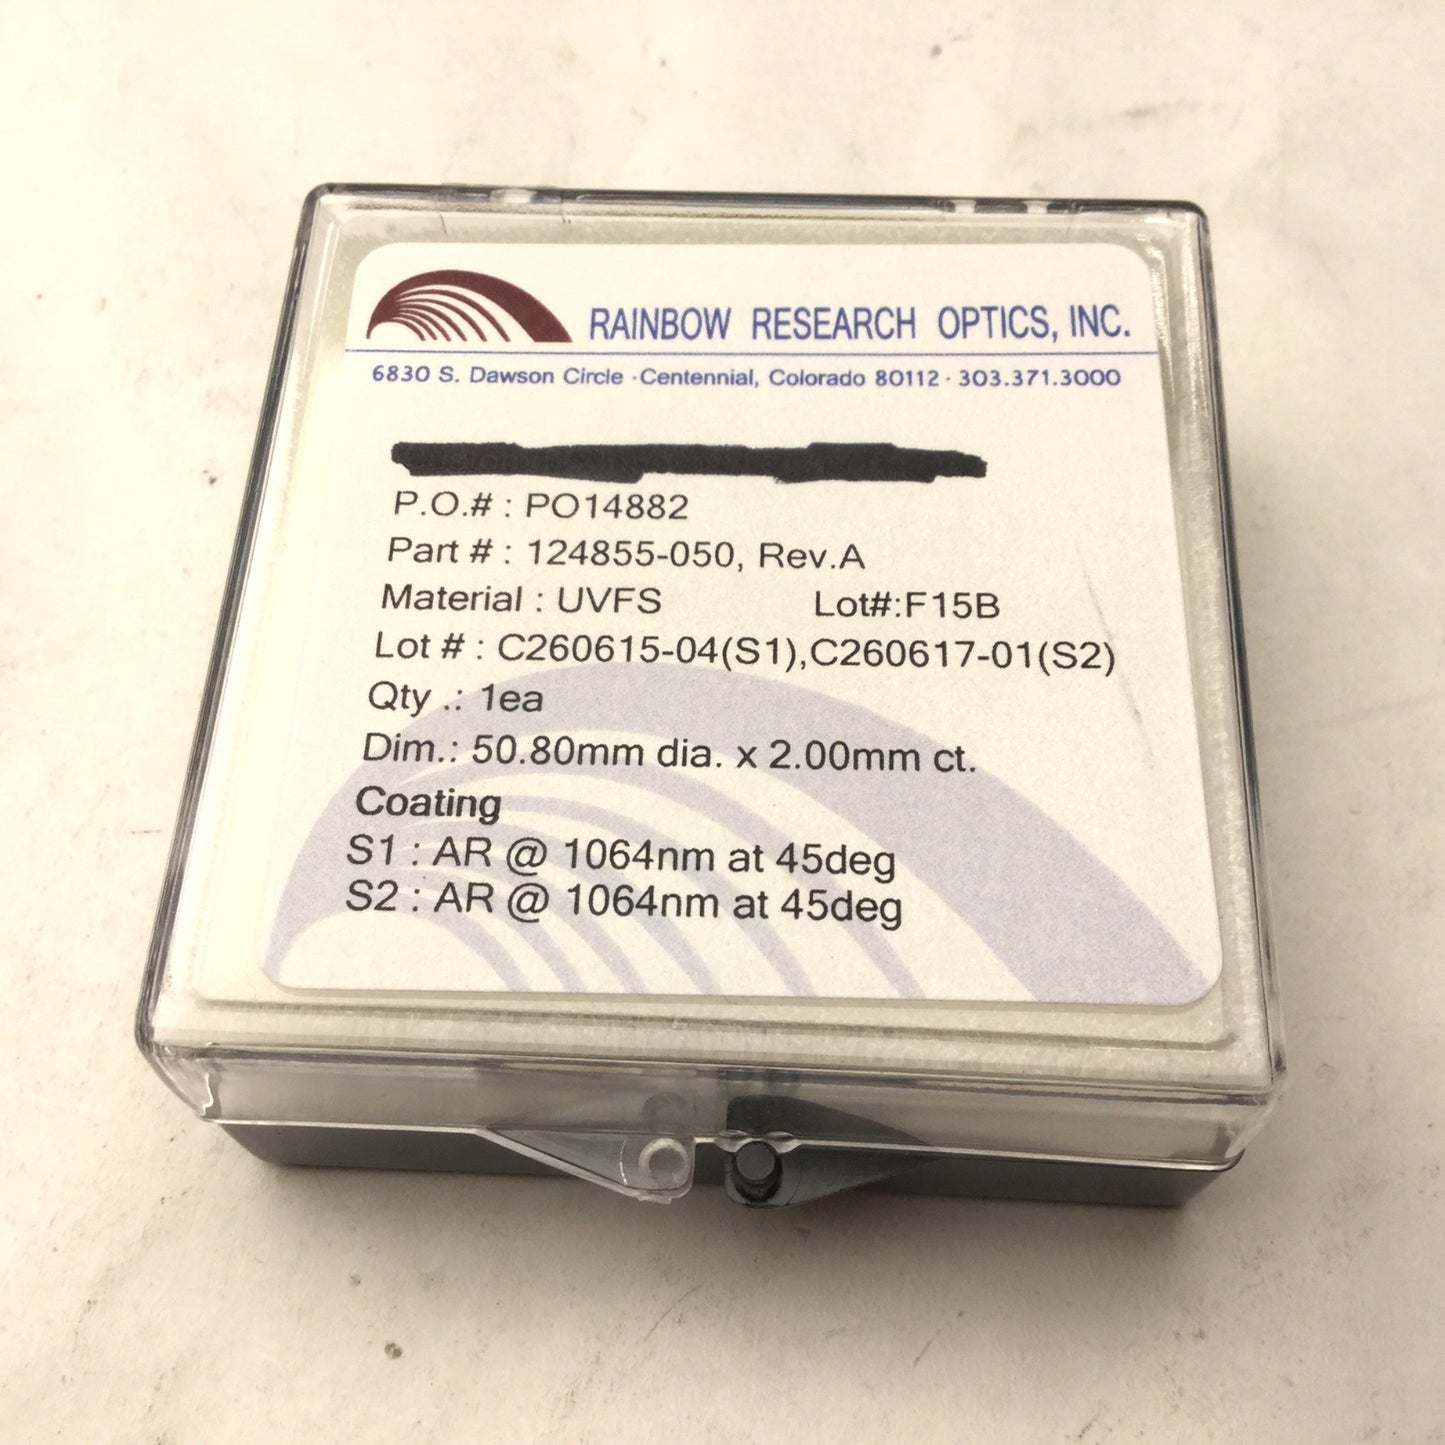 RAINBOW RESEARCH OPTICS, INC.
6830 S. Dawson Circle · Centennial, Colorado 80112 · 303.371.3000
P.O.# : PO14882
Part # : 124855-050, Rev.A
Material : UVFS Lot#:F15B
Lot # : C260615-04(S1),C260617-01(S2)
Qty .: 1ea
Dim.: 50.80mm dia. x 2.00mm ct.
Coating
S1 : AR @ 1064nm at 45deg
S2 : AR @ 1064nm at 45deg